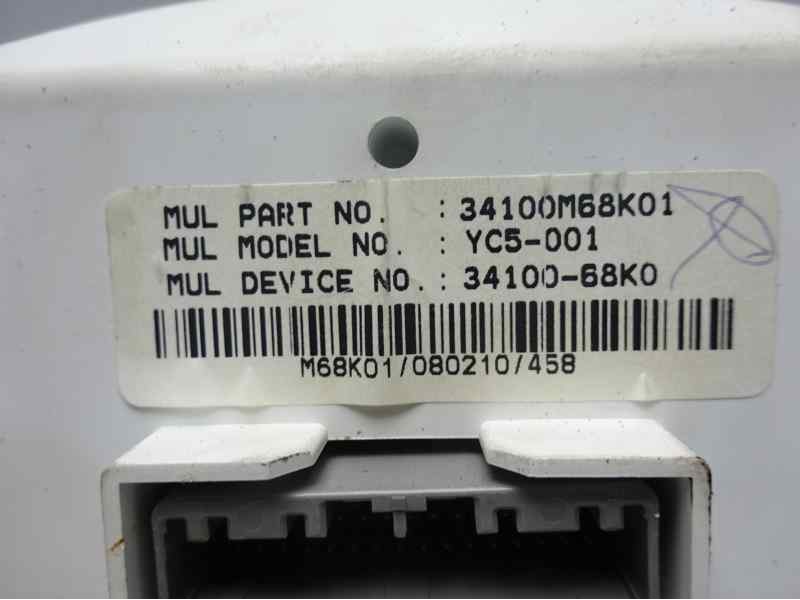 MUL PART NO. : 34100M68K01
MUL MODEL NO. : YC5-001
MUL DEVICE NO. : 34100-68K0
M68K01/080210/458